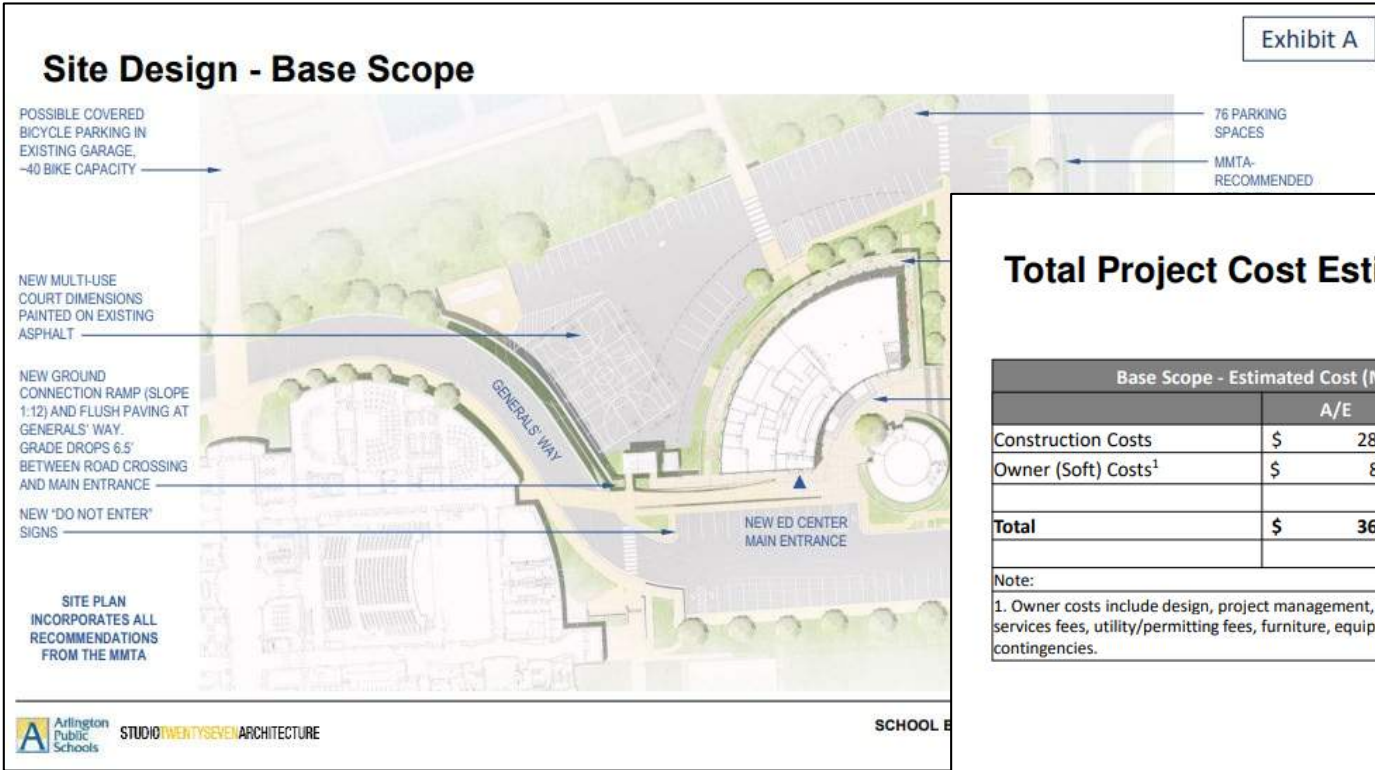 Exhibit A
Site Design - Base Scope
POSSIBLE COVERED
BICYCLE PARKING IN
EXISTING GARAGE,
~40 BIKE CAPACITY
NEW MULTI-USE
COURT DIMENSIONS
PAINTED ON EXISTING
ASPHALT
NEW GROUND
CONNECTION RAMP (SLOPE
1:12) AND FLUSH PAVING AT
GENERALS' WAY.
GRADE DROPS 6.5'
BETWEEN ROAD CROSSING
AND MAIN ENTRANCE
NEW "DO NOT ENTER"
SIGNS
SITE PLAN
INCORPORATES ALL
RECOMMENDATIONS
FROM THE MMTA
GENERALS' WAY
NEW ED CENTER
MAIN ENTRANCE
76 PARKING
SPACES
MMTA-
RECOMMENDED
Arlington
Public
Schools
STUDIOTWENTYSEVENARCHITECTURE
SCHOOL
Total Project Cost Esti
Base Scope - Estimated Cost (
A/E
Construction Costs $ 28
Owner (Soft) Costs1 $ 8
Total $ 36
Note:
1. Owner costs include design, project management,
services fees, utility/permitting fees, furniture, equip
contingencies.